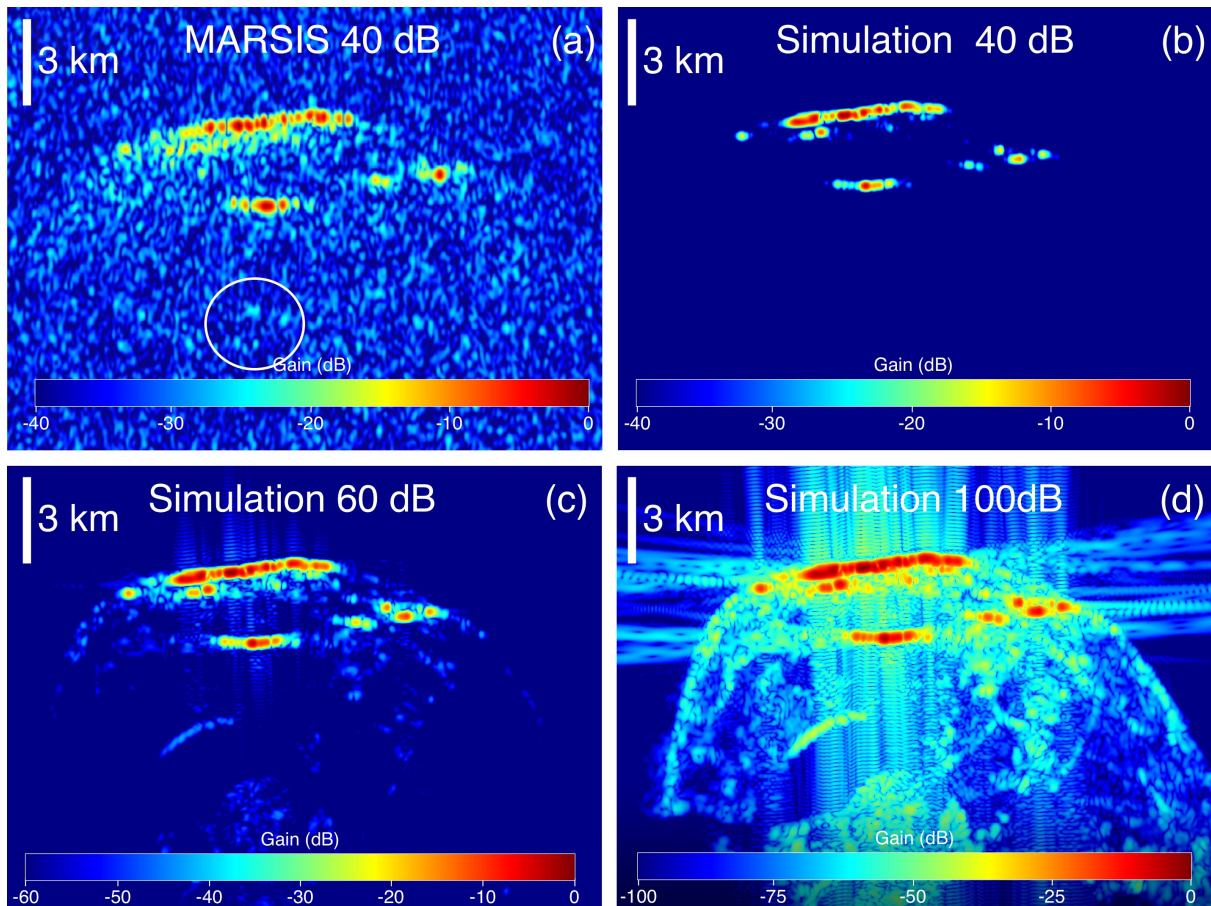 MARSIS 40 dB
(a)
3 km
Gain (dB)
-40 -30 -20 -10 0
Simulation 40 dB
(b)
3 km
Gain (dB)
-40 -30 -20 -10 0
Simulation 60 dB
(c)
3 km
Gain (dB)
-60 -50 -40 -30 -20 -10 0
Simulation 100dB
(d)
3 km
Gain (dB)
-100 -75 -50 -25 0